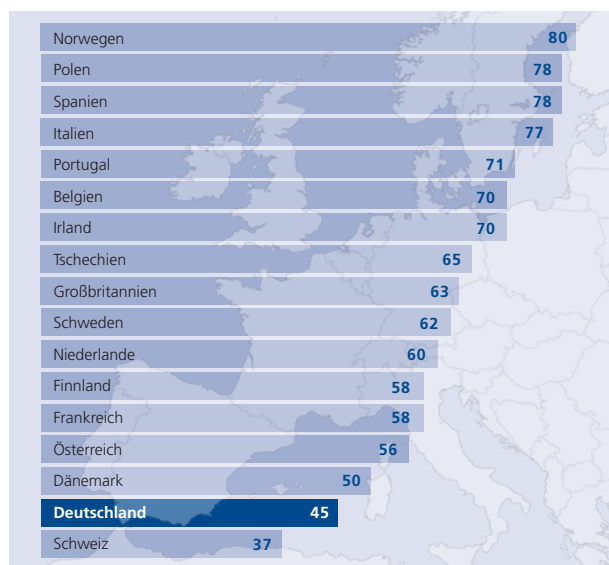 Norwegen 80
Polen 78
Spanien 78
Italien 77
Portugal 71
Belgien 70
Irland 70
Tschechien 65
Großbritannien 63
Schweden 62
Niederlande 60
Finnland 58
Frankreich 58
Österreich 56
Dänemark 50
Deutschland 45
Schweiz 37